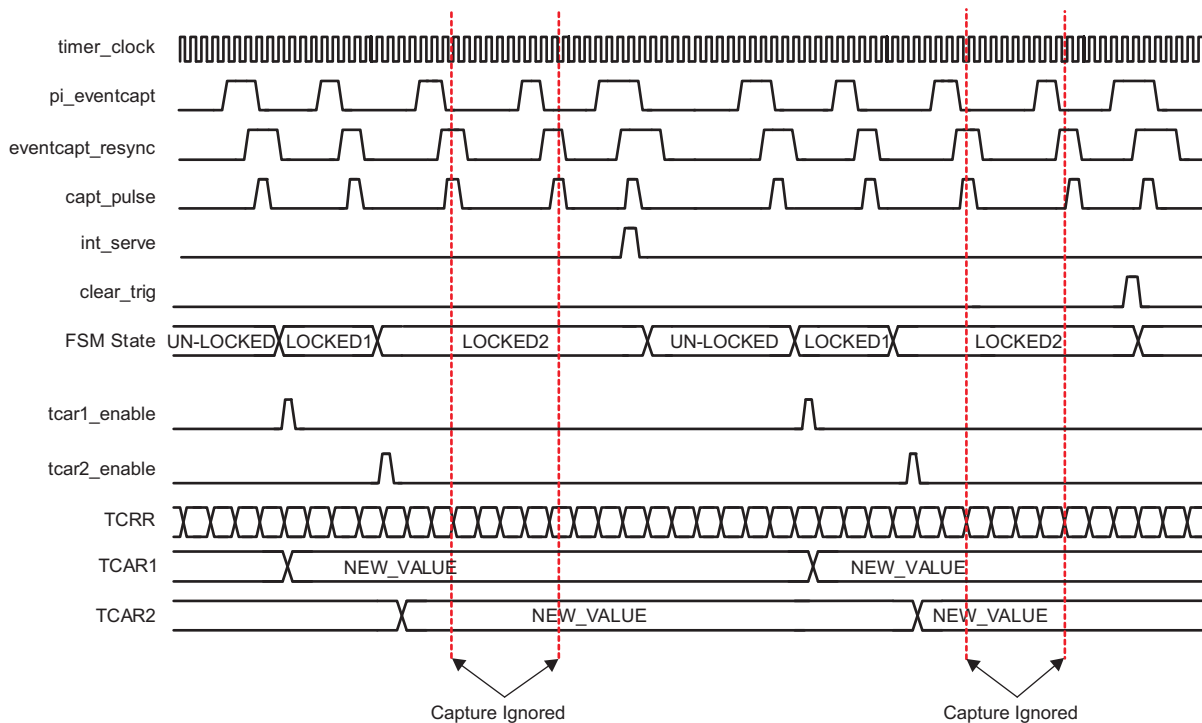 timer_clock
pi_eventcapt
eventcapt_resync
capt_pulse
int_serve
clear_trig
FSM State UN-LOCKED LOCKED1 LOCKED2 UN-LOCKED LOCKED1 LOCKED2
tcar1_enable
tcar2_enable
TCRR
TCAR1 NEW_VALUE NEW_VALUE
TCAR2 NEW_VALUE NEW_VALUE
Capture Ignored Capture Ignored